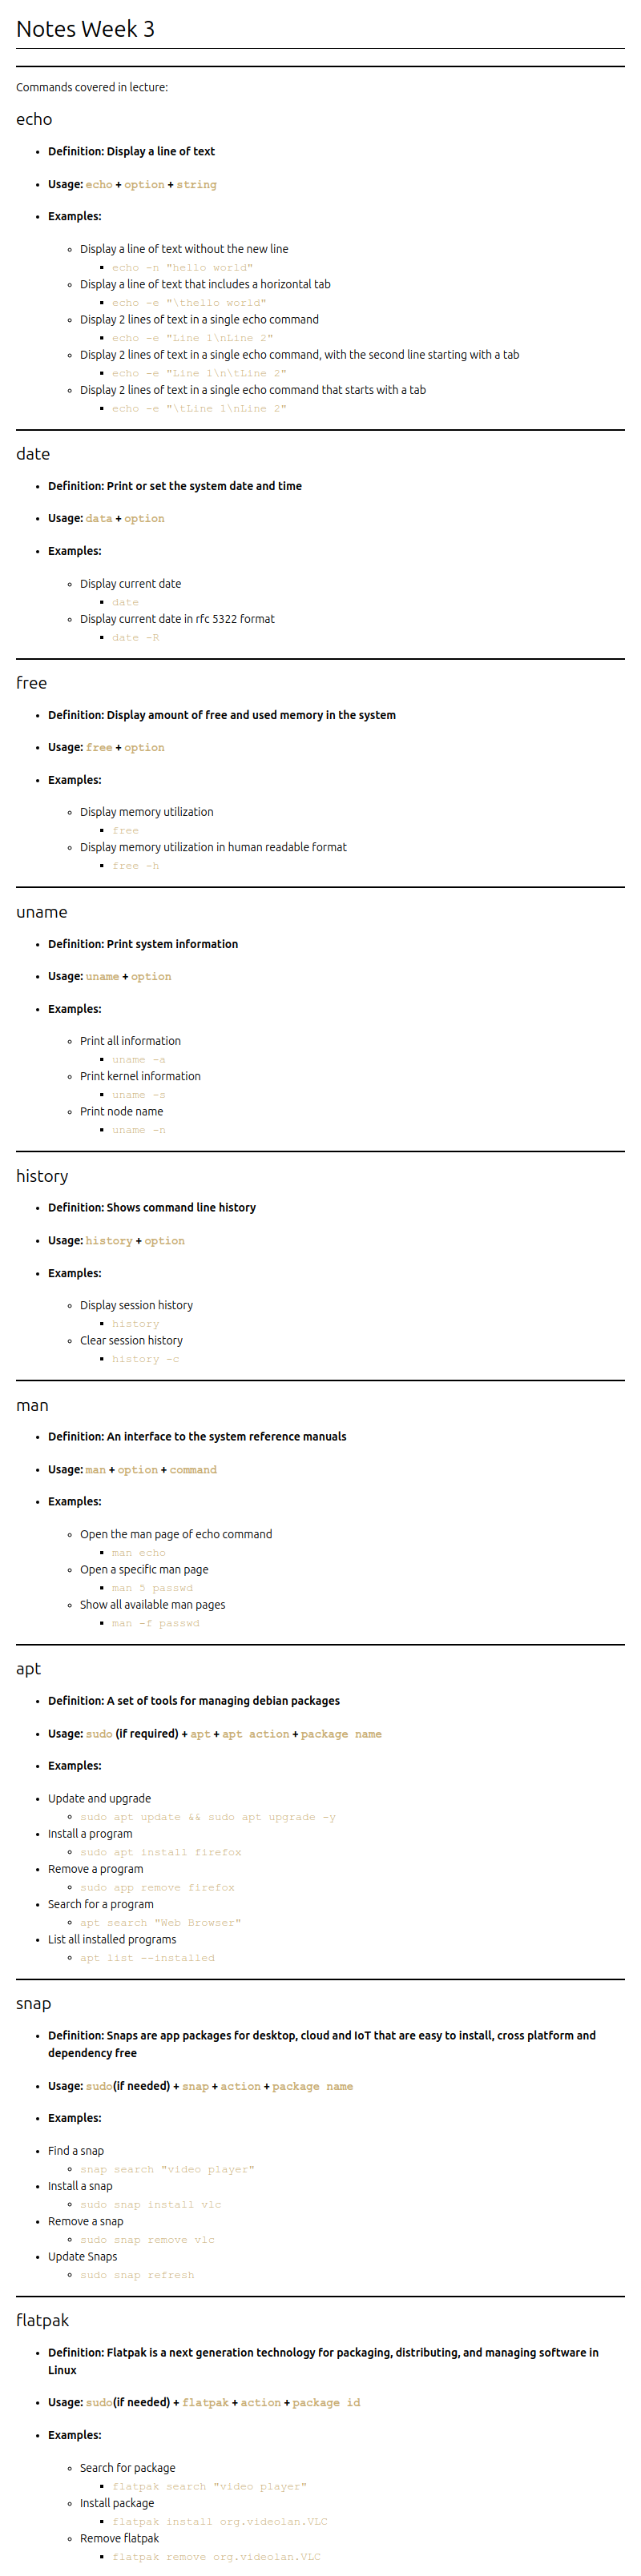 Notes Week 3
Commands covered in lecture:
echo
Definition: Display a line of text
Usage: echo + option + string
Examples:
Display a line of text without the new line
echo -n "hello world"
Display a line of text that includes a horizontal tab
echo -e "\thello world"
Display 2 lines of text in a single echo command
echo -e "Line 1\nLine 2"
Display 2 lines of text in a single echo command, with the second line starting with a tab
echo -e "Line 1\n\tLine 2"
Display 2 lines of text in a single echo command that starts with a tab
echo -e "\tLine 1\nLine 2"
date
Definition: Print or set the system date and time
Usage: data + option
Examples:
Display current date
date
Display current date in rfc 5322 format
date -R
free
Definition: Display amount of free and used memory in the system
Usage: free + option
Examples:
Display memory utilization
free
Display memory utilization in human readable format
free -h
uname
Definition: Print system information
Usage: uname + option
Examples:
Print all information
uname -a
Print kernel information
uname -s
Print node name
uname -n
history
Definition: Shows command line history
Usage: history + option
Examples:
Display session history
history
Clear session history
history -c
man
Definition: An interface to the system reference manuals
Usage: man + option + command
Examples:
Open the man page of echo command
man echo
Open a specific man page
man 5 passwd
Show all available man pages
man -f passwd
apt
Definition: A set of tools for managing debian packages
Usage: sudo (if required) + apt + apt action + package name
Examples:
Update and upgrade
sudo apt update && sudo apt upgrade -y
Install a program
sudo apt install firefox
Remove a program
sudo app remove firefox
Search for a program
apt search "Web Browser"
List all installed programs
apt list --installed
snap
Definition: Snaps are app packages for desktop, cloud and IoT that are easy to install, cross platform and
dependency free
Usage: sudo(if needed) + snap + action + package name
Examples:
Find a snap
snap search "video player"
Install a snap
sudo snap install vlc
Remove a snap
sudo snap remove vlc
Update Snaps
sudo snap refresh
flatpak
Definition: Flatpak is a next generation technology for packaging, distributing, and managing software in
Linux
Usage: sudo(if needed) + flatpak + action + package id
Examples:
Search for package
flatpak search "video player"
Install package
flatpak install org.videolan.VLC
Remove flatpak
flatpak remove org.videolan.VLC